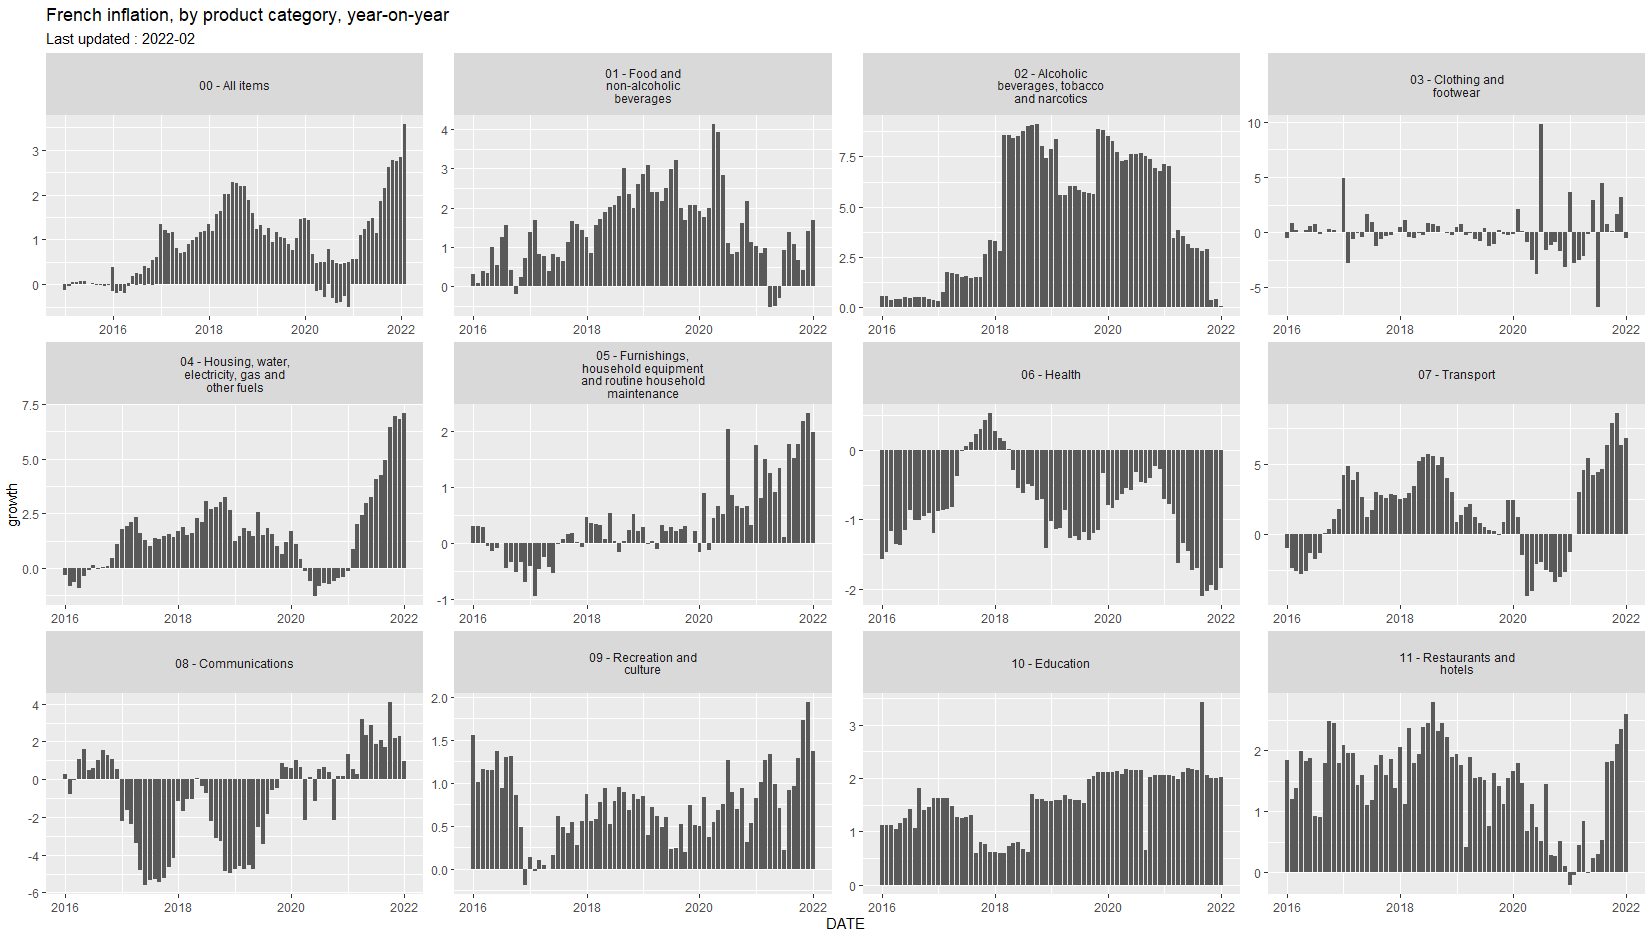 French inflation, by product category, year-on-year
Last updated : 2022-02
00 - All items
01 - Food and
non-alcoholic
beverages
02 - Alcoholic
beverages, tobacco
and narcotics
03 - Clothing and
footwear
3
2
1
0
2016 2018 2020 2022
4
3
2
1
0
2016 2018 2020 2022
7.5
5.0
2.5
0.0
2016 2018 2020 2022
10
5
0
-5
2016 2018 2020 2022
04 - Housing, water,
electricity, gas and
other fuels
05 - Furnishings,
household equipment
and routine household
maintenance
06 - Health
07 - Transport
growth
7.5
5.0
2.5
0.0
2016 2018 2020 2022
2
1
0
-1
2016 2018 2020 2022
0
-1
-2
2016 2018 2020 2022
5
0
2016 2018 2020 2022
08 - Communications
09 - Recreation and
culture
10 - Education
11 - Restaurants and
hotels
4
2
0
-2
-4
-6
2016 2018 2020 2022
2.0
1.5
1.0
0.5
0.0
2016 2018 2020 2022
3
2
1
0
2016 2018 2020 2022
2
1
0
2016 2018 2020 2022
DATE